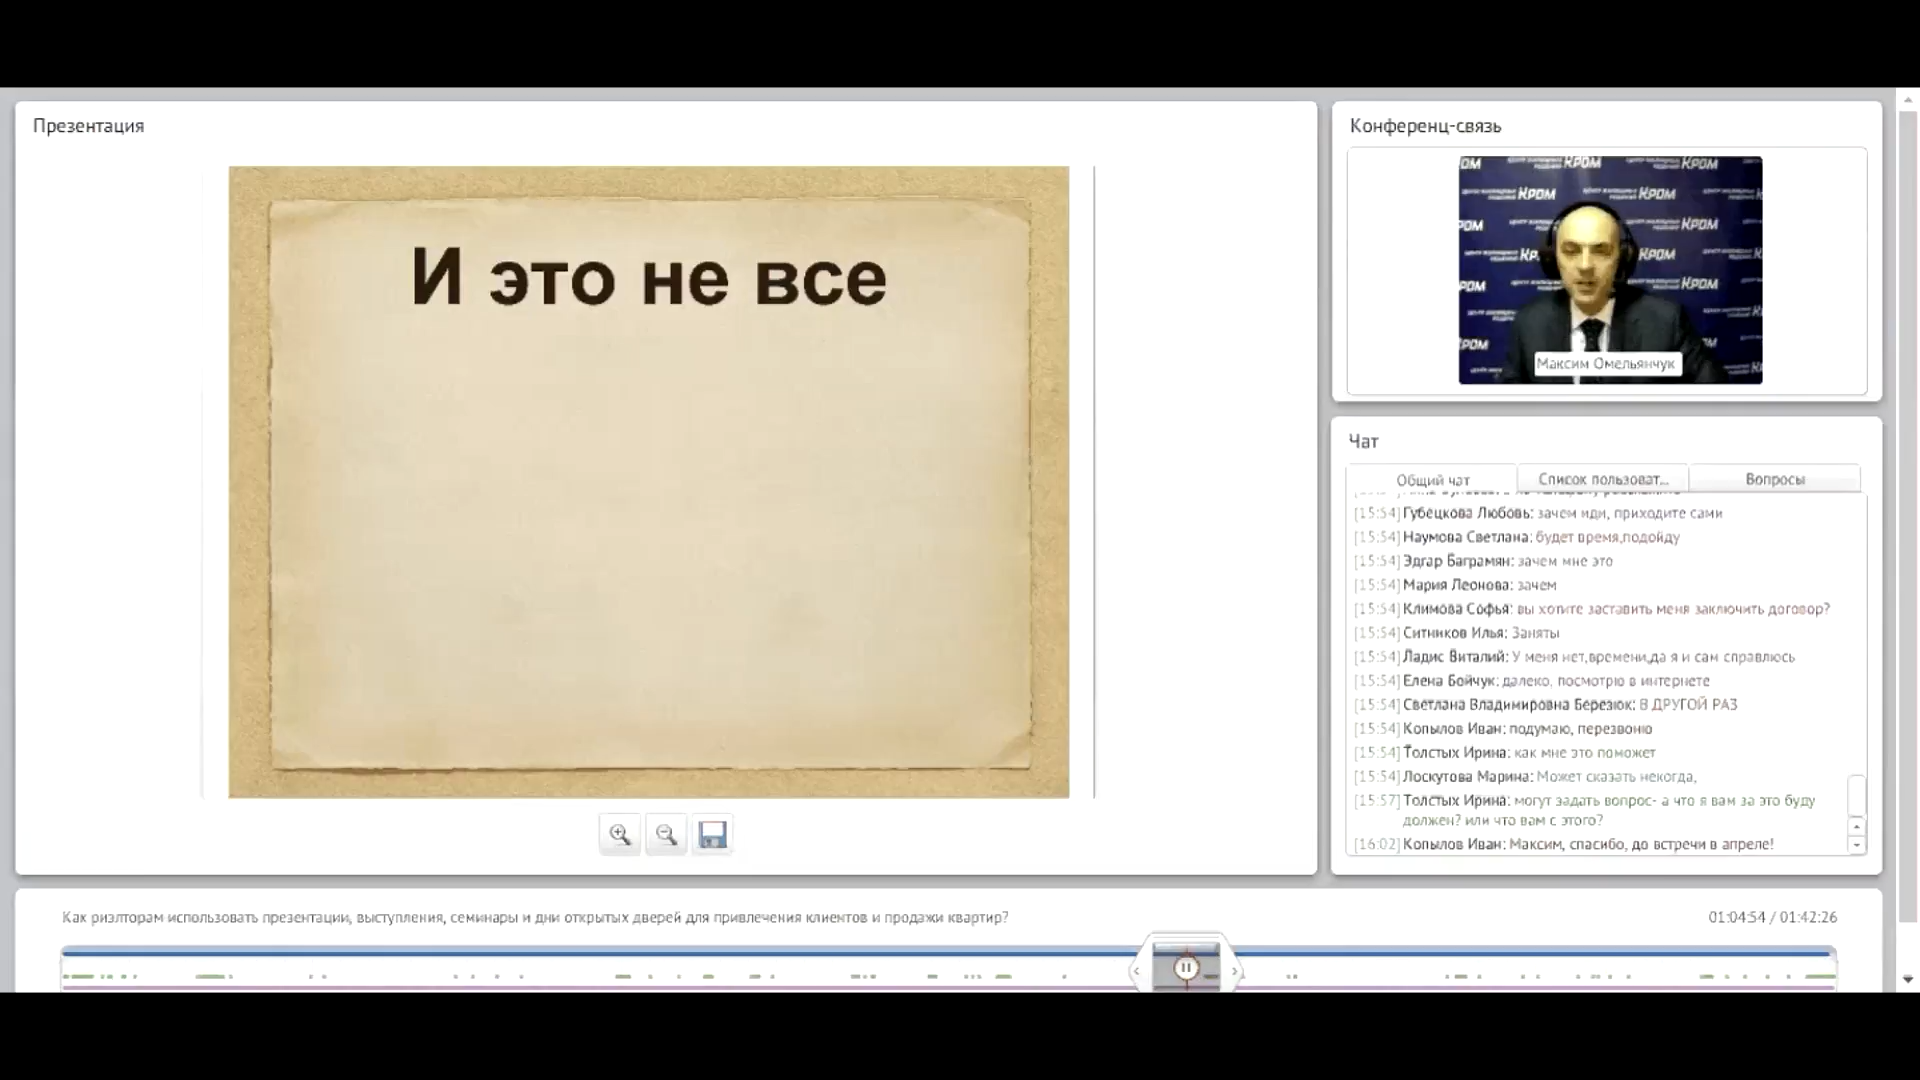 Презентация
И это не все
Конференц-связь
КРОМ
Максим Омельянчук
Чат
Общий чат
Список пользоват...
Вопросы
[15:54] Губецкова Любовь: зачем иди, приходите сами
[15:54] Наумова Светлана: будет время,подойду
[15:54] Эдгар Баграмян: зачем мне это
[15:54] Мария Леонова: зачем
[15:54] Климова Софья: вы хотите заставить меня заключить договор?
[15:54] Ситников Илья: Заняты
[15:54] Ладис Виталий: У меня нет,времени,да я и сам справлюсь
[15:54] Елена Бойчук: далеко, посмотрю в интернете
[15:54] Светлана Владимировна Березюк: В ДРУГОЙ РАЗ
[15:54] Копылов Иван: подумаю, перезвоню
[15:54] Толстых Ирина: как мне это поможет
[15:54] Лоскутова Марина: Может сказать некогда,
[15:57] Толстых Ирина: могут задать вопрос- а что я вам за это буду
должен? или что вам с этого?
[16:02] Копылов Иван: Максим, спасибо, до встречи в апреле!
Как риэлторам использовать презентации, выступления, семинары и дни открытых дверей для привлечения клиентов и продажи квартир?
01:04:54 / 01:42:26